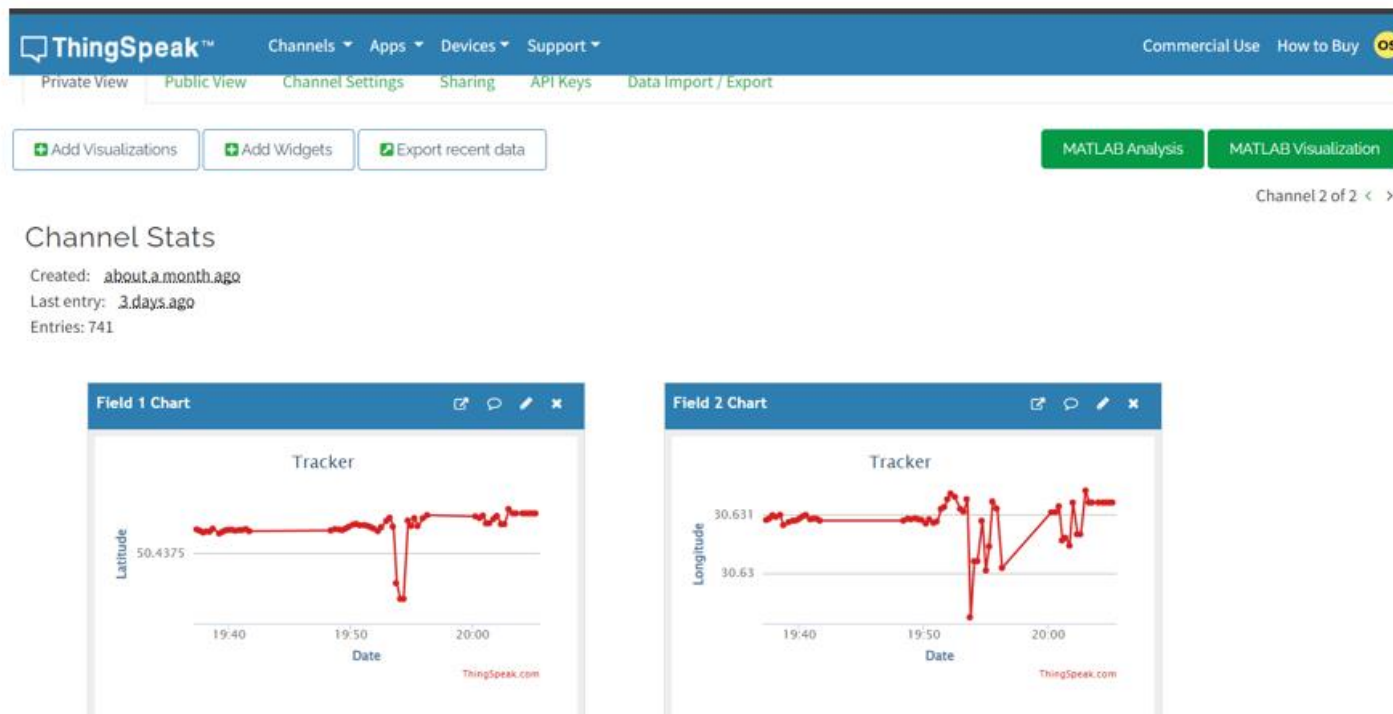 ThingSpeak™ Channels Apps Devices Support Commercial Use How to Buy OS
Private View Public View Channel Settings Sharing API Keys Data Import / Export
Add Visualizations Add Widgets Export recent data MATLAB Analysis MATLAB Visualization
Channel 2 of 2 < >
Channel Stats
Created: about a month ago
Last entry: 3 days ago
Entries: 741
Field 1 Chart
Tracker
Latitude
50.4375
19:40 19:50 20:00
Date
ThingSpeak.com
Field 2 Chart
Tracker
Longitude
30.631
30.63
19:40 19:50 20:00
Date
ThingSpeak.com